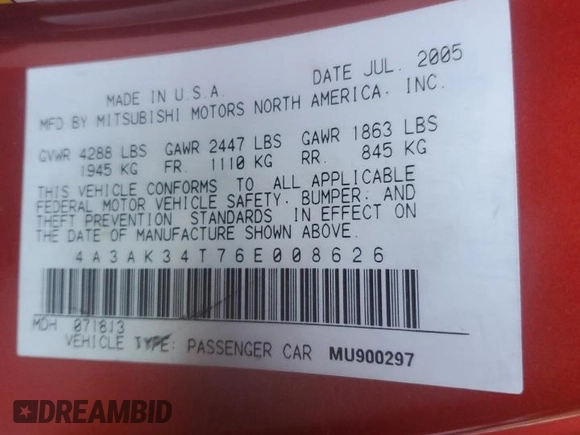 MADE IN U.S.A. DATE JUL. 2005
MFD BY MITSUBISHI MOTORS NORTH AMERICA. INC.
GVWR 4288 LBS GAWR 2447 LBS GAWR 1863 LBS
1945 KG FR. 1110 KG RR. 845 KG
THIS VEHICLE CONFORMS TO ALL APPLICABLE
FEDERAL MOTOR VEHICLE SAFETY, BUMPER, AND
THEFT PREVENTION STANDARDS IN EFFECT ON
THE DATE OF MANUFACTURE SHOWN ABOVE.
4A3AK34T76E008626
MDH 071813
VEHICLE TYPE: PASSENGER CAR MU900297
DREAMBID